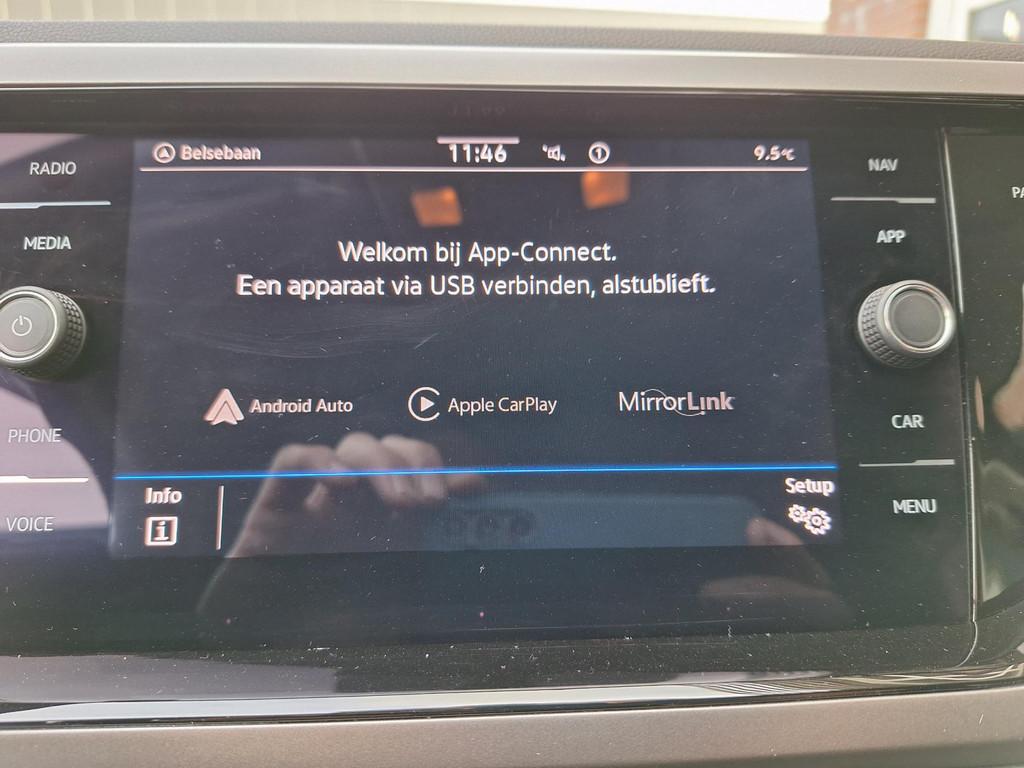 RADIO
MEDIA
PHONE
VOICE
Belsebaan
11:46
1
9.5°C
Welkom bij App-Connect.
Een apparaat via USB verbinden, alstublieft.
Android Auto
Apple CarPlay
MirrorLink
Info
i
Setup
NAV
APP
CAR
MENU